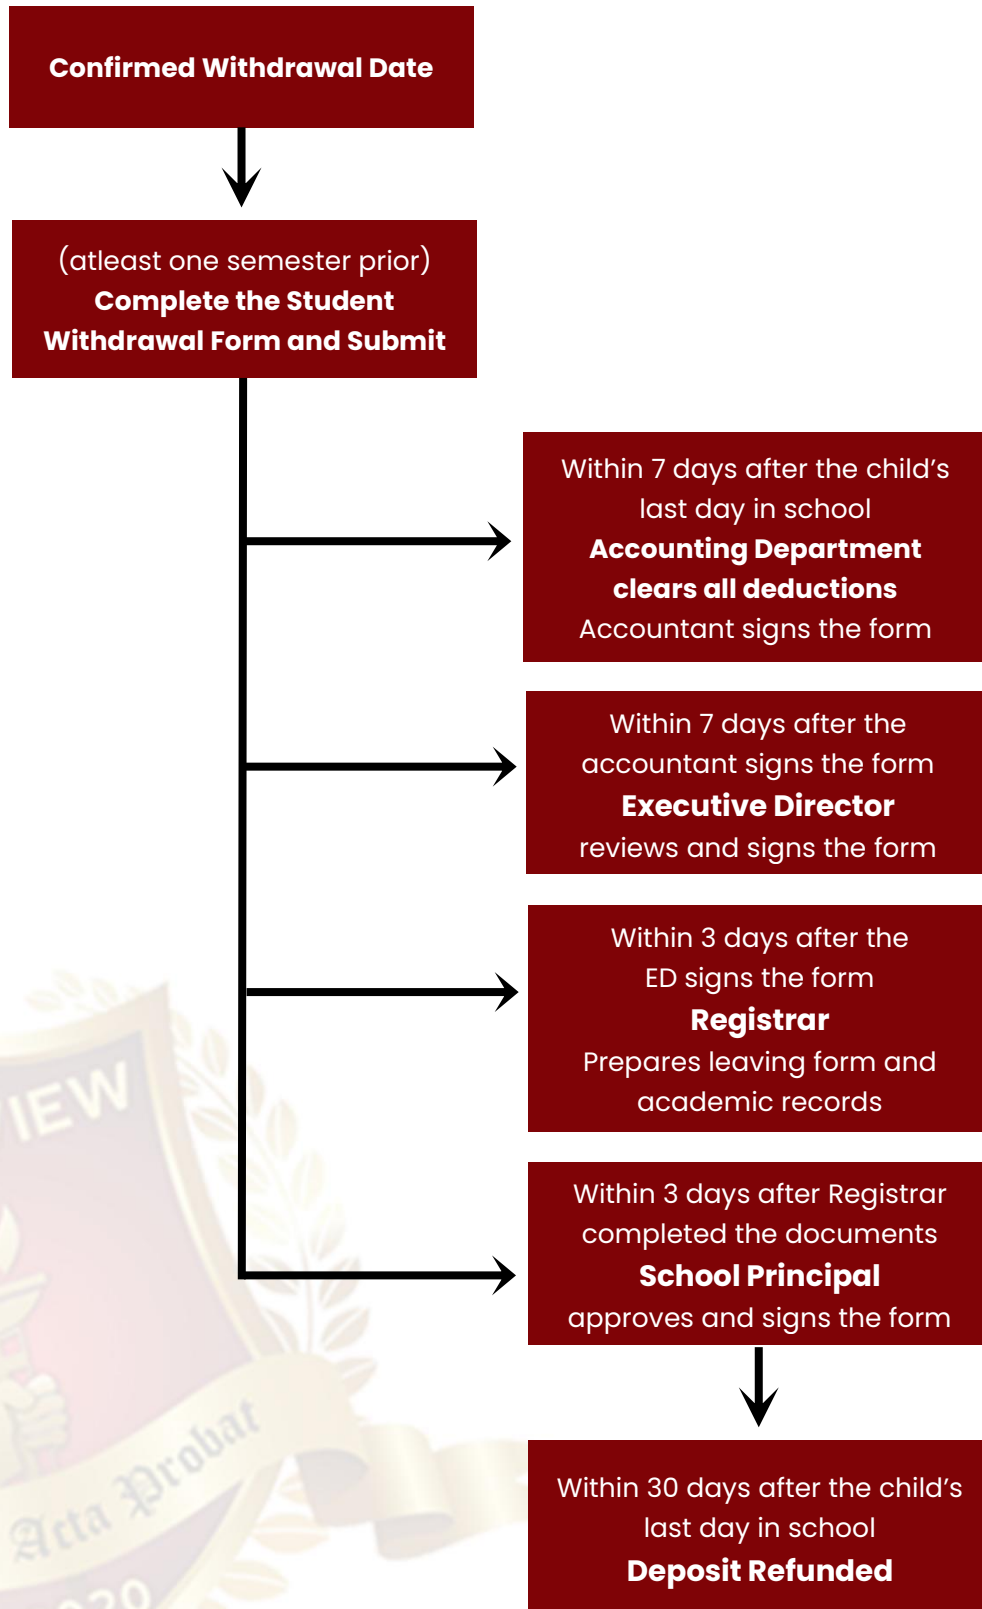 Confirmed Withdrawal Date
(atleast one semester prior)
Complete the Student
Withdrawal Form and Submit
Within 7 days after the child's
last day in school
Accounting Department
clears all deductions
Accountant signs the form
Within 7 days after the
accountant signs the form
Executive Director
reviews and signs the form
Within 3 days after the
ED signs the form
Registrar
Prepares leaving form and
academic records
Within 3 days after Registrar
completed the documents
School Principal
approves and signs the form
Within 30 days after the child's
last day in school
Deposit Refunded
Acta Probat